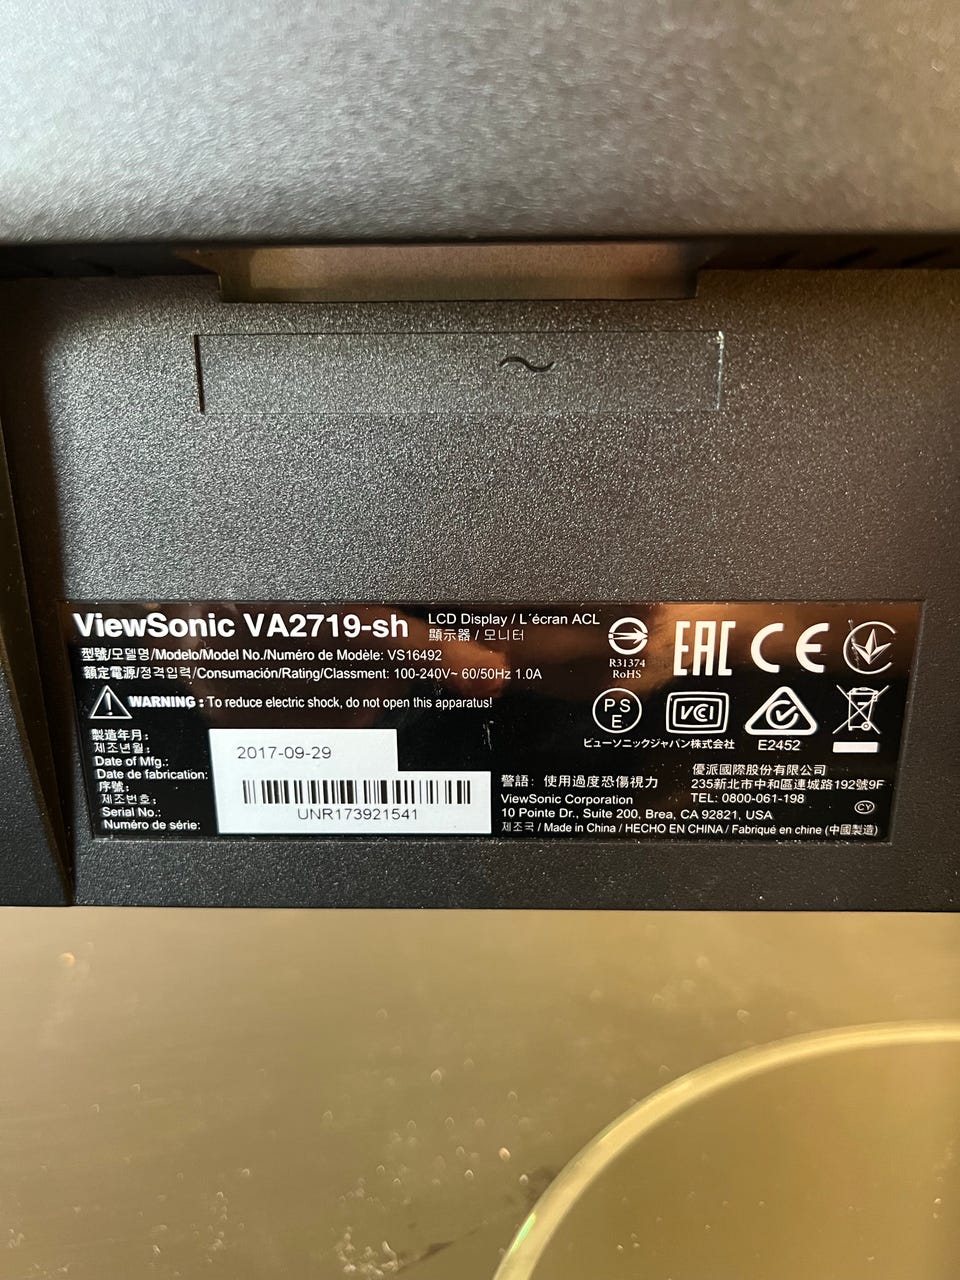 ~
ViewSonic VA2719-sh
LCD Display / L´écran ACL
顯示器 / 모니터
型號/모델명/Modelo/Model No./Numéro de Modèle: VS16492
額定電源/정격입력/Consumación/Rating/Classment: 100-240V~ 60/50Hz 1.0A
WARNING : To reduce electric shock, do not open this apparatus!
製造年月:
제조년월:
Date of Mfg.:
Date de fabrication:
序號:
제조번호:
Serial No.:
Numéro de série:
2017-09-29
UNR173921541
R31374
RoHS
EAC CE
PS
E
VCI
ビューソニックジャパン株式会社
E2452
警語: 使用過度恐傷視力
ViewSonic Corporation
10 Pointe Dr., Suite 200, Brea, CA 92821, USA
제조국 / Made in China / HECHO EN CHINA / Fabriqué en chine (中國製造)
優派國際股份有限公司
235新北市中和區連城路192號9F
TEL: 0800-061-198
CY